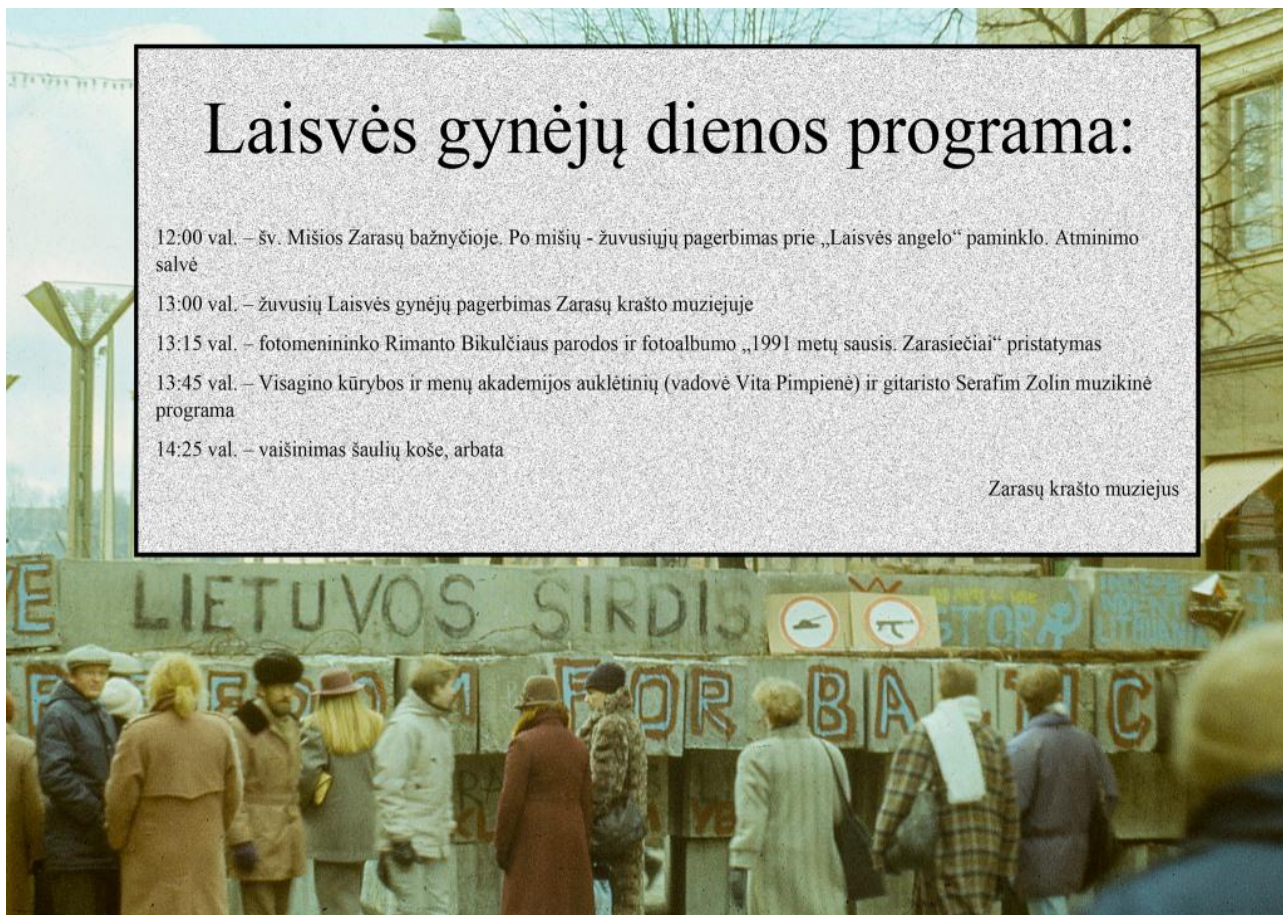 Laisvės gynėjų dienos programa:
12:00 val. – šv. Mišios Zarasų bažnyčioje. Po mišių - žuvusiųjų pagerbimas prie „Laisvės angelo“ paminklo. Atminimo
salvė
13:00 val. – žuvusių Laisvės gynėjų pagerbimas Zarasų krašto muziejuje
13:15 val. – fotomenininko Rimanto Bikulčiaus parodos ir fotoalbumo „1991 metų sausis. Zarasiečiai“ pristatymas
13:45 val. – Visagino kūrybos ir menų akademijos auklėtinių (vadovė Vita Pimpienė) ir gitaristo Serafim Zolin muzikinė
programa
14:25 val. – vaišinimas šaulių koše, arbata
Zarasų krašto muziejus
LIETUVOS SIRDIS
STOP
FOR BALTIC